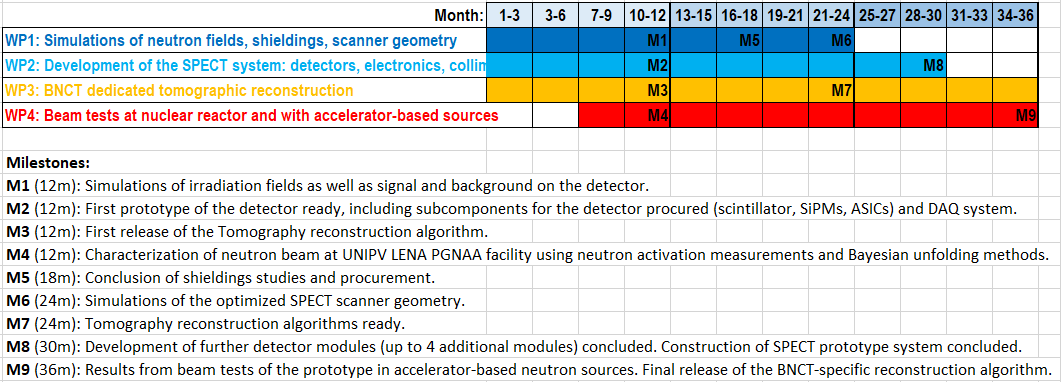 Month: 1-3 3-6 7-9 10-12 13-15 16-18 19-21 21-24 25-27 28-30 31-33 34-36
WP1: Simulations of neutron fields, shieldings, scanner geometry M1 M5 M6
WP2: Development of the SPECT system: detectors, electronics, collin M2 M8
WP3: BNCT dedicated tomographic reconstruction M3 M7
WP4: Beam tests at nuclear reactor and with accelerator-based sources M4 M9
Milestones:
M1 (12m): Simulations of irradiation fields as well as signal and background on the detector.
M2 (12m): First prototype of the detector ready, including subcomponents for the detector procured (scintillator, SiPMs, ASICs) and DAQ system.
M3 (12m): First release of the Tomography reconstruction algorithm.
M4 (12m): Characterization of neutron beam at UNIPV LENA PGNAA facility using neutron activation measurements and Bayesian unfolding methods.
M5 (18m): Conclusion of shieldings studies and procurement.
M6 (24m): Simulations of the optimized SPECT scanner geometry.
M7 (24m): Tomography reconstruction algorithms ready.
M8 (30m): Development of further detector modules (up to 4 additional modules) concluded. Construction of SPECT prototype system concluded.
M9 (36m): Results from beam tests of the prototype in accelerator-based neutron sources. Final release of the BNCT-specific reconstruction algorithm.